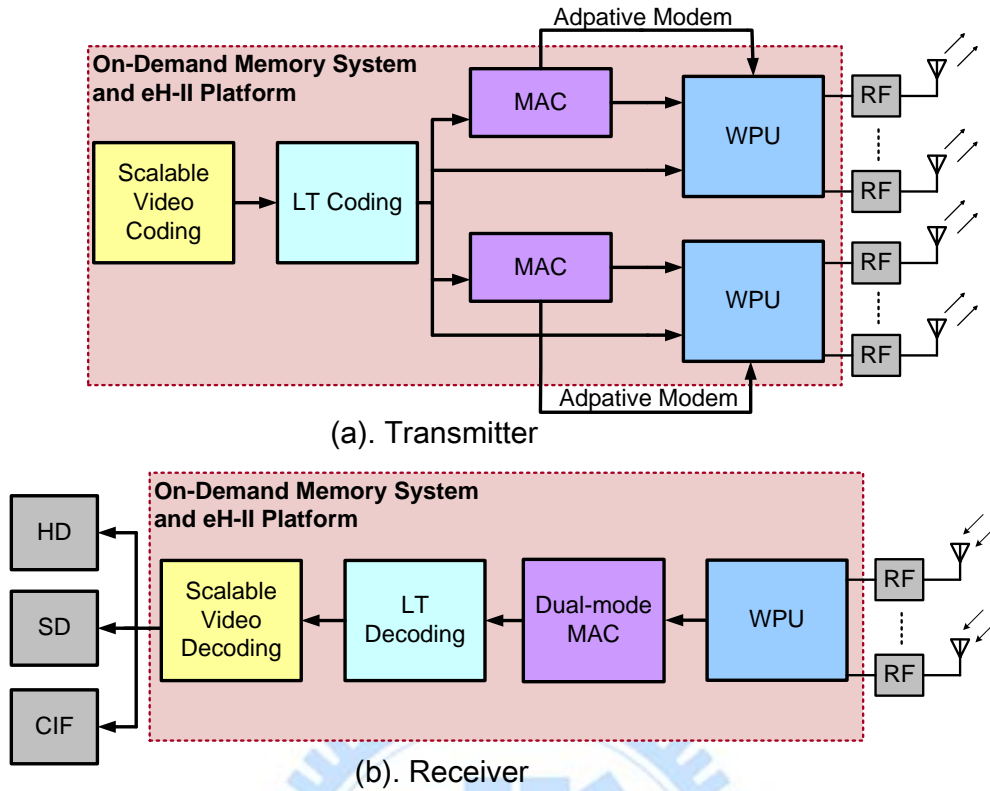 Adpative Modem
On-Demand Memory System
and eH-II Platform
MAC
WPU
RF
RF
Scalable
Video
Coding
LT Coding
MAC
WPU
RF
RF
Adpative Modem
(a). Transmitter
On-Demand Memory System
and eH-II Platform
HD
SD
CIF
Scalable
Video
Decoding
LT
Decoding
Dual-mode
MAC
WPU
RF
RF
(b). Receiver